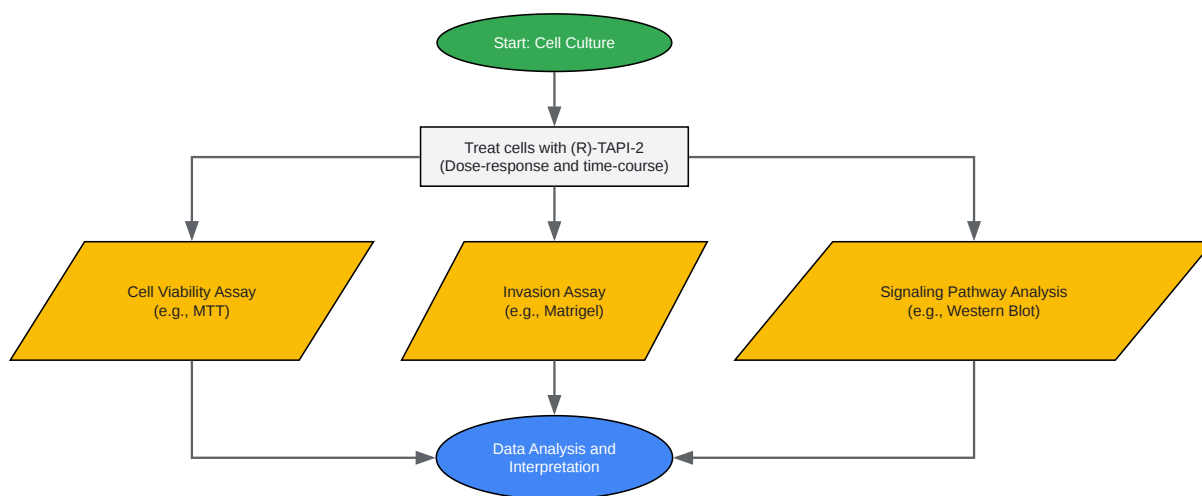 Start: Cell Culture
Treat cells with (R)-TAPI-2
(Dose-response and time-course)
Cell Viability Assay
(e.g., MTT)
Invasion Assay
(e.g., Matrigel)
Signaling Pathway Analysis
(e.g., Western Blot)
Data Analysis and
Interpretation